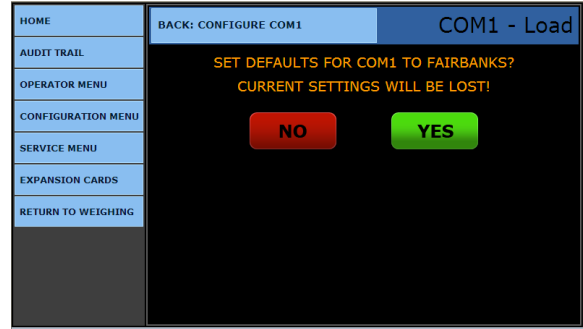 HOME
AUDIT TRAIL
OPERATOR MENU
CONFIGURATION MENU
SERVICE MENU
EXPANSION CARDS
RETURN TO WEIGHING
BACK: CONFIGURE COM1
COM1 - Load
SET DEFAULTS FOR COM1 TO FAIRBANKS?
CURRENT SETTINGS WILL BE LOST!
NO
YES